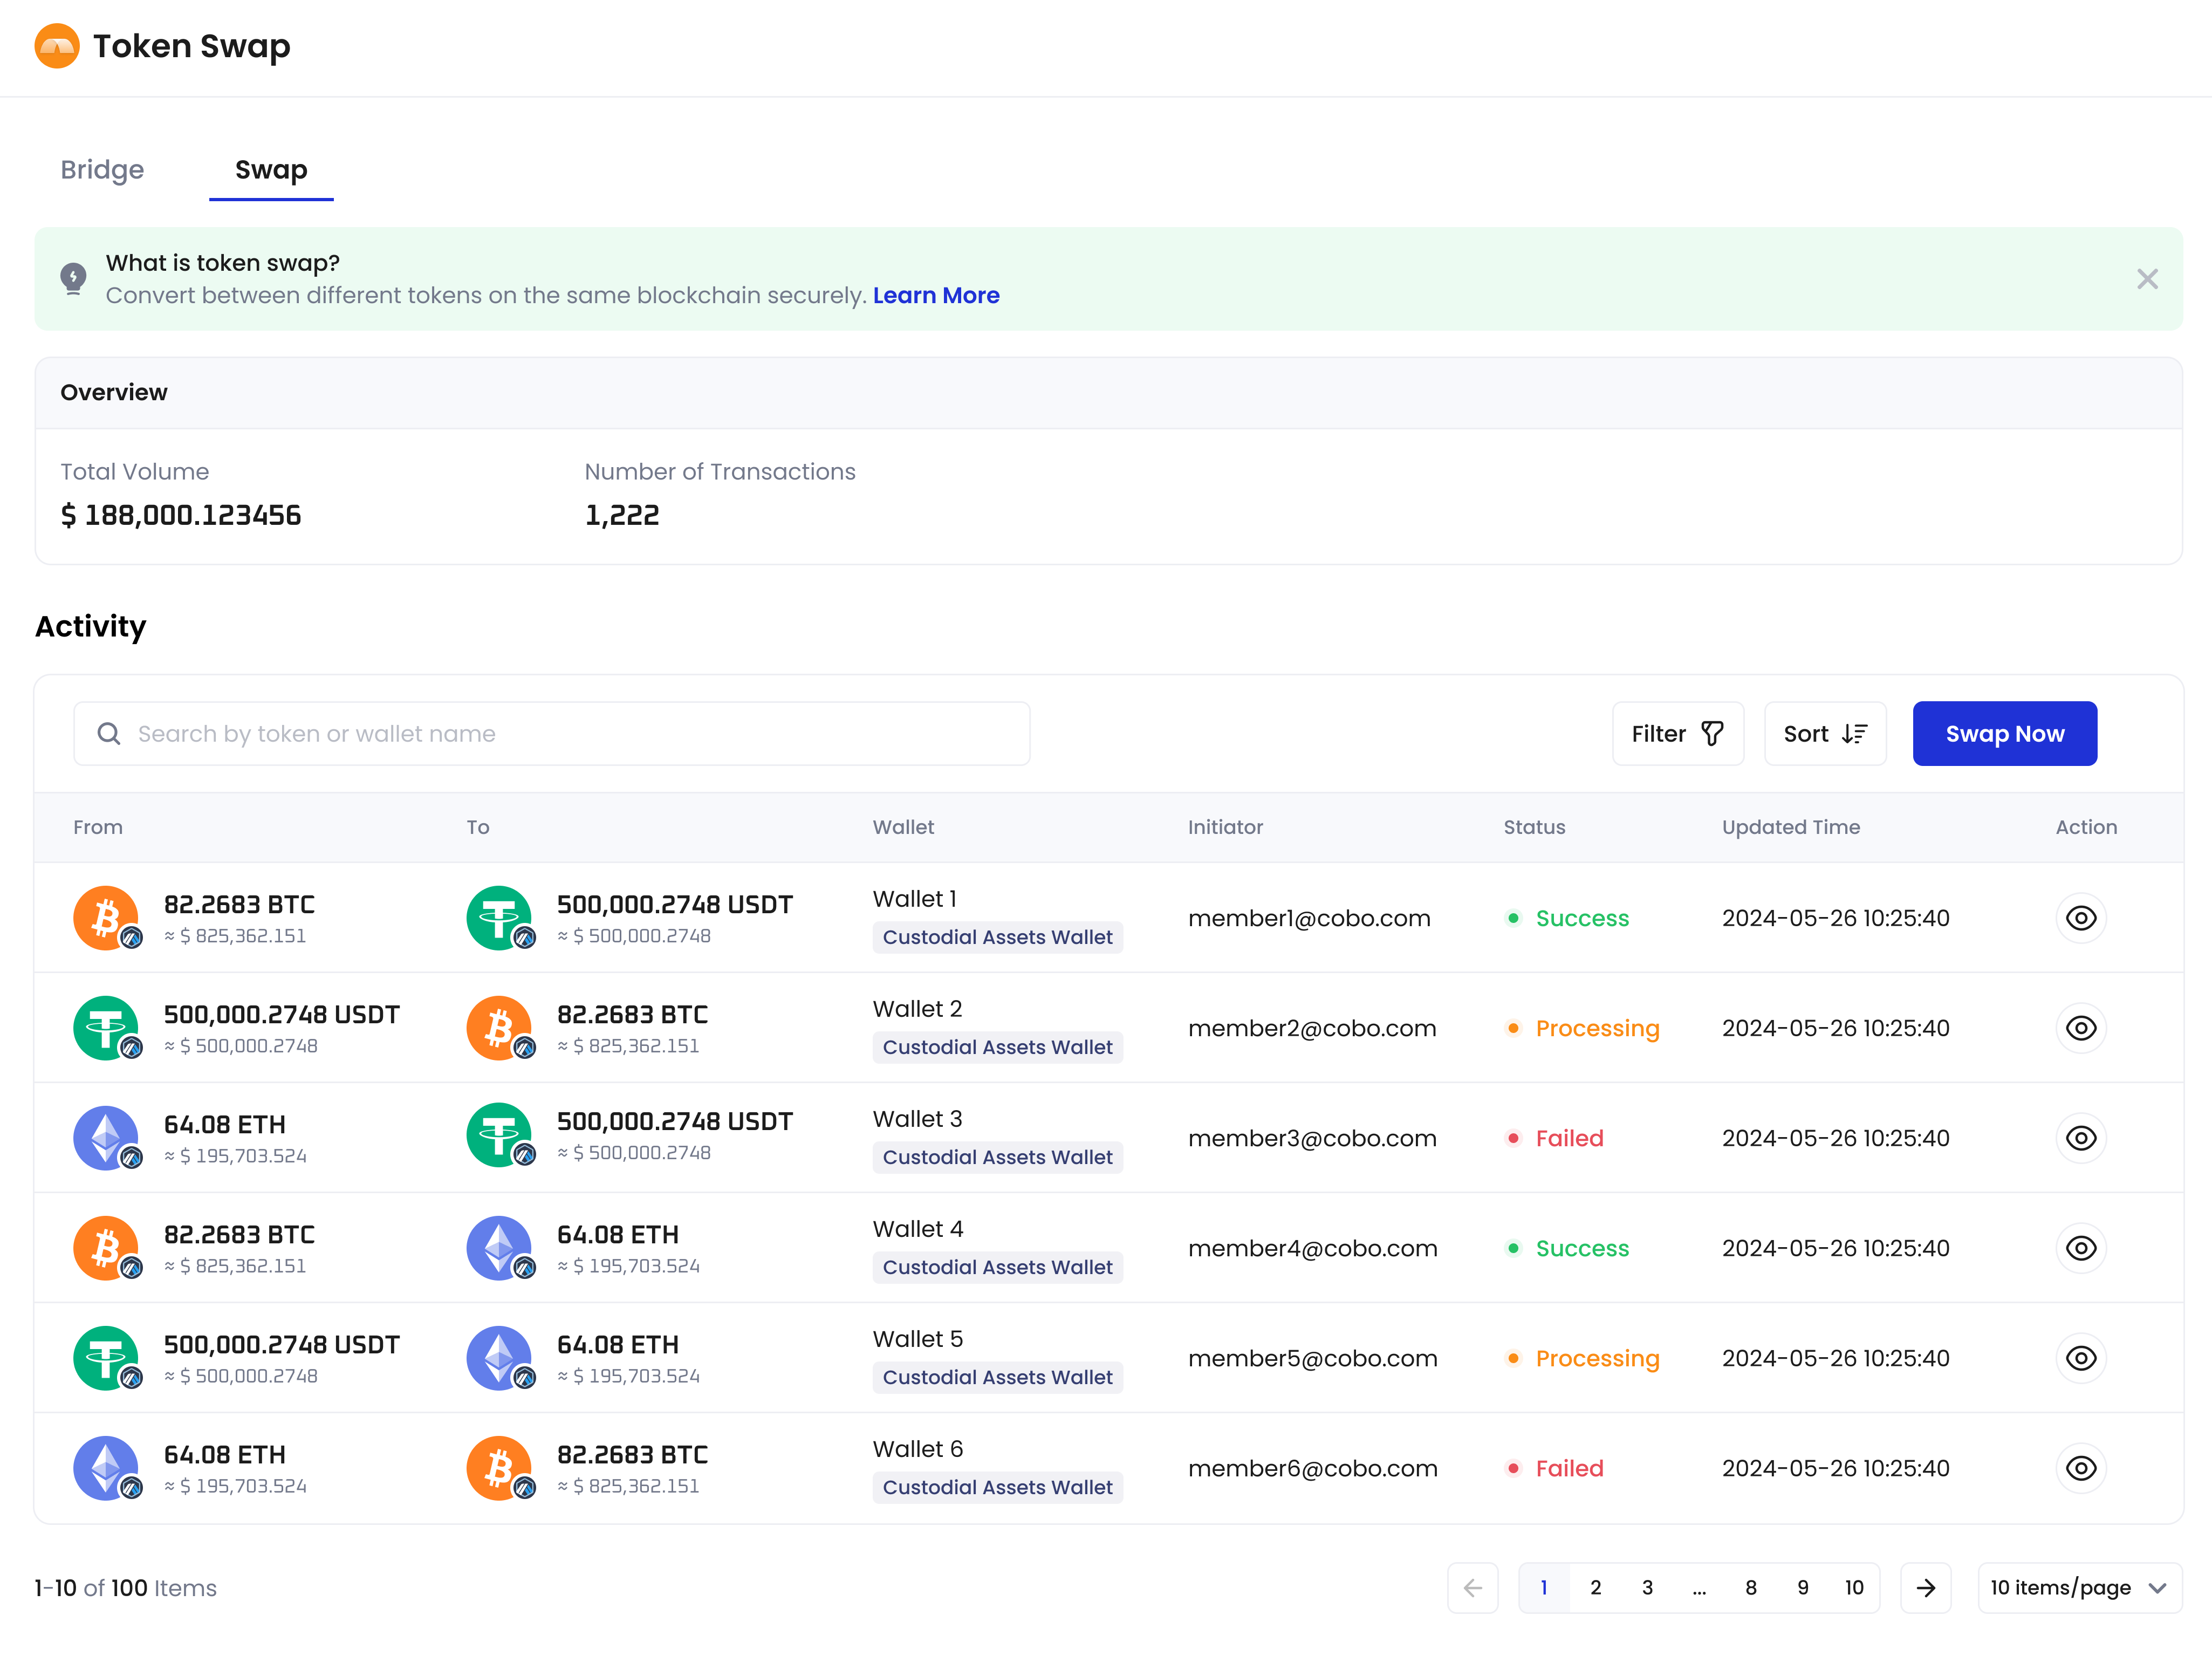 Token Swap
Bridge Swap
What is token swap?
Convert between different tokens on the same blockchain securely. Learn More
Overview
Total Volume Number of Transactions
$ 188,000.123456 1,222
Activity
Search by token or wallet name Filter Sort Swap Now
From To Wallet Initiator Status Updated Time Action
82.2683 BTC 500,000.2748 USDT Wallet 1 member1@cobo.com Success 2024-05-26 10:25:40
≈ $ 825,362.151 ≈ $ 500,000.2748 Custodial Assets Wallet
500,000.2748 USDT 82.2683 BTC Wallet 2 member2@cobo.com Processing 2024-05-26 10:25:40
≈ $ 500,000.2748 ≈ $ 825,362.151 Custodial Assets Wallet
64.08 ETH 500,000.2748 USDT Wallet 3 member3@cobo.com Failed 2024-05-26 10:25:40
≈ $ 195,703.524 ≈ $ 500,000.2748 Custodial Assets Wallet
82.2683 BTC 64.08 ETH Wallet 4 member4@cobo.com Success 2024-05-26 10:25:40
≈ $ 825,362.151 ≈ $ 195,703.524 Custodial Assets Wallet
500,000.2748 USDT 64.08 ETH Wallet 5 member5@cobo.com Processing 2024-05-26 10:25:40
≈ $ 500,000.2748 ≈ $ 195,703.524 Custodial Assets Wallet
64.08 ETH 82.2683 BTC Wallet 6 member6@cobo.com Failed 2024-05-26 10:25:40
≈ $ 195,703.524 ≈ $ 825,362.151 Custodial Assets Wallet
1-10 of 100 Items 1 2 3 ... 8 9 10 10 items/page